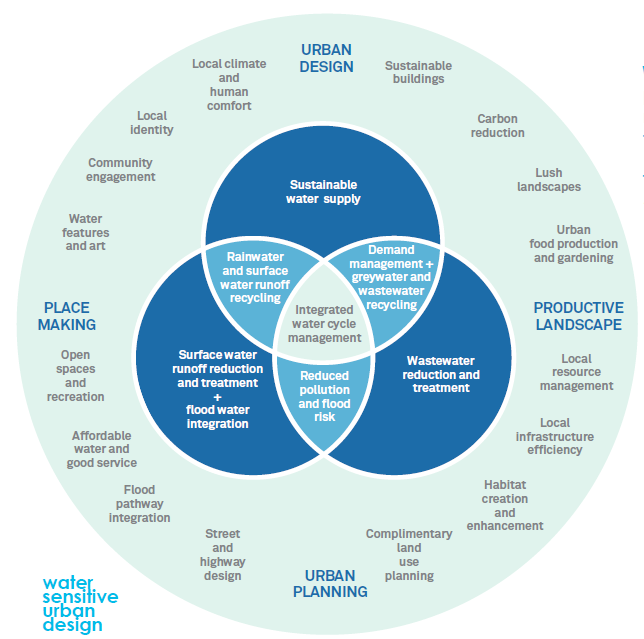 URBAN
DESIGN
Local climate
and
human
comfort
Sustainable
buildings
Local
identity
Carbon
reduction
Community
engagement
Lush
landscapes
Water
features
and art
Urban
food production
and gardening
Sustainable
water supply
Rainwater
and surface
water runoff
recycling
Demand
management +
greywater and
wastewater
recycling
Integrated
water cycle
management
PLACE
MAKING
PRODUCTIVE
LANDSCAPE
Open
spaces
and
recreation
Surface water
runoff reduction
and treatment
+
flood water
integration
Reduced
pollution
and flood
risk
Wastewater
reduction and
treatment
Local
resource
management
Affordable
water and
good service
Local
infrastructure
efficiency
Flood
pathway
integration
Habitat
creation
and
enhancement
Street
and
highway
design
Complimentary
land
use
planning
URBAN
PLANNING
water
sensitive
urban
design